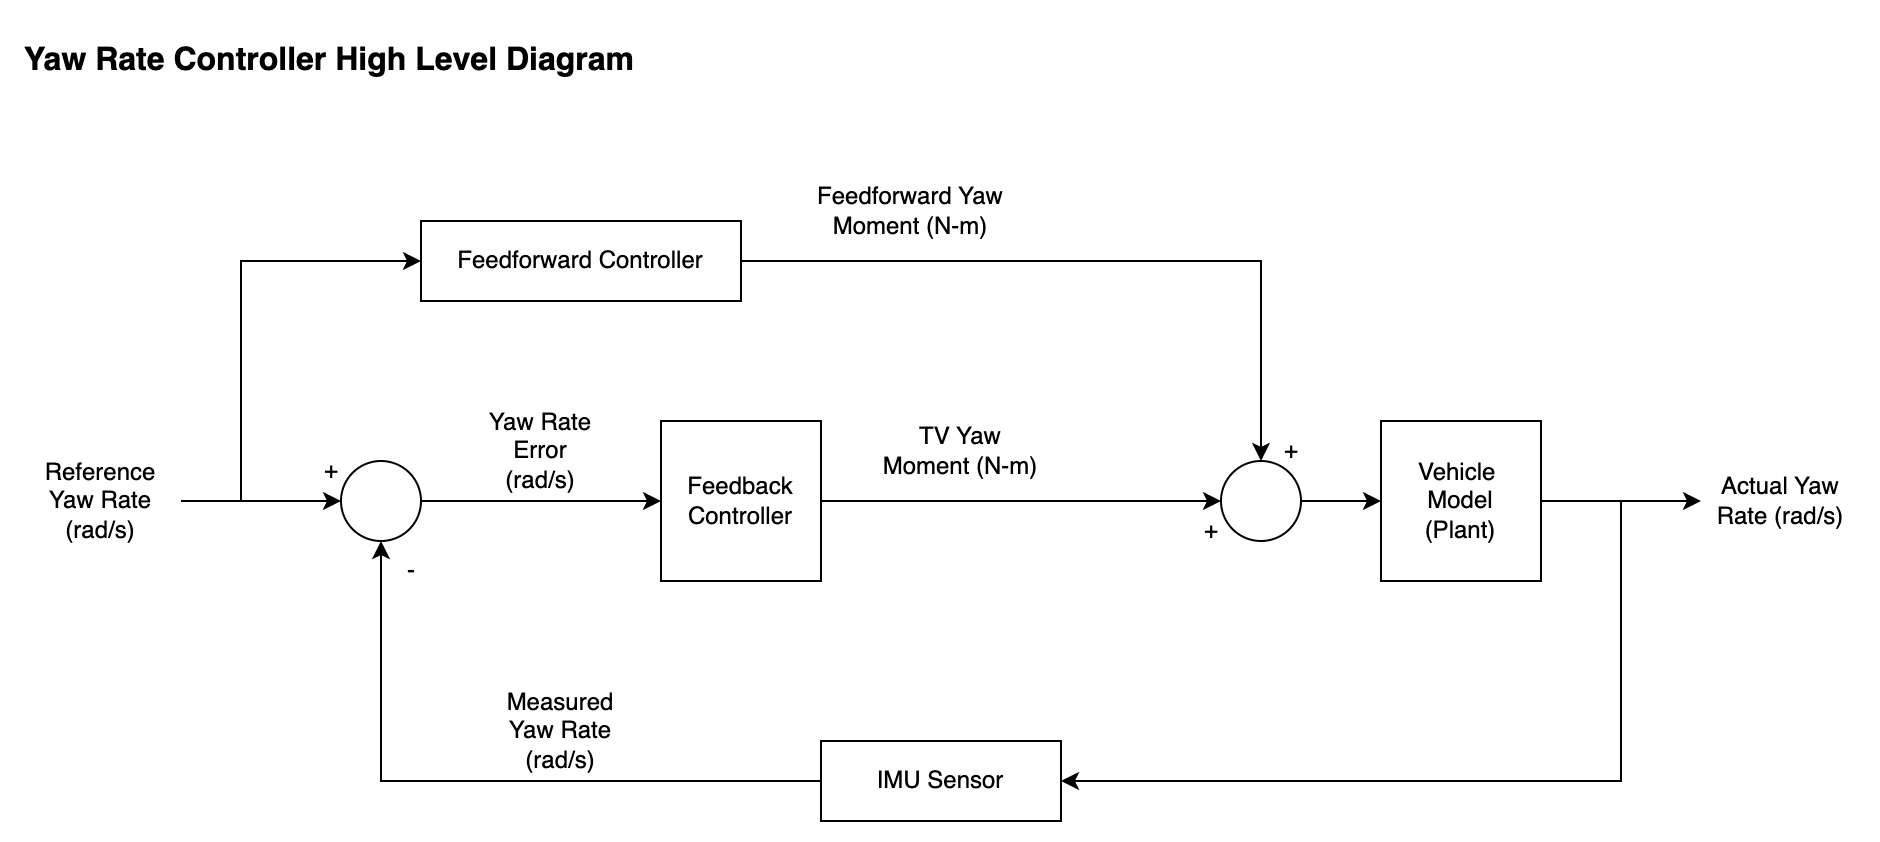 Yaw Rate Controller High Level Diagram
Feedforward Yaw
Moment (N-m)
Feedforward Controller
Reference
Yaw Rate
(rad/s)
+
-
Yaw Rate
Error
(rad/s)
Feedback
Controller
TV Yaw
Moment (N-m)
+
+
Vehicle
Model
(Plant)
Actual Yaw
Rate (rad/s)
Measured
Yaw Rate
(rad/s)
IMU Sensor